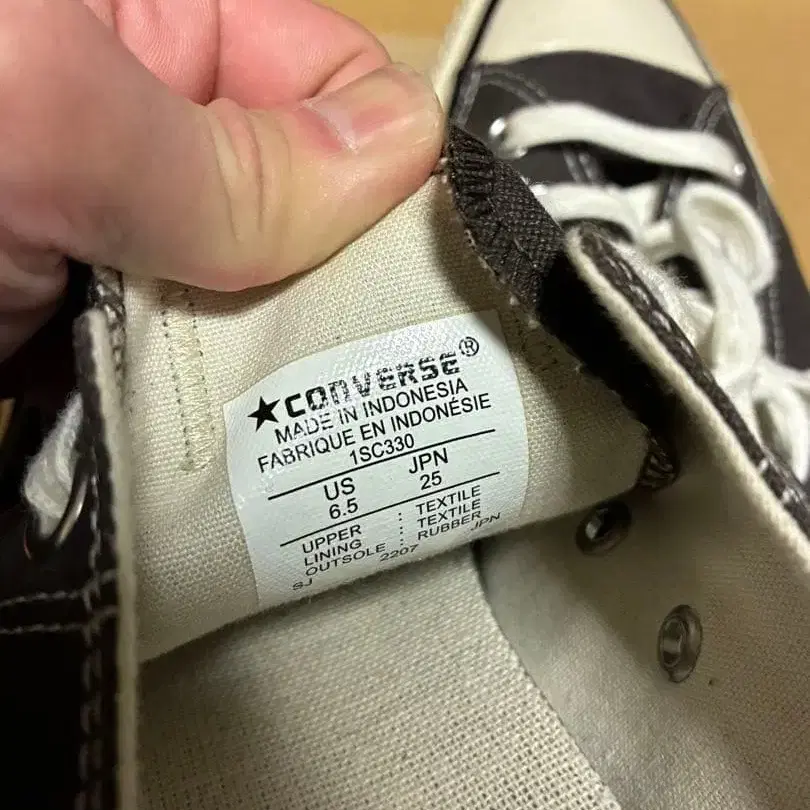 ★CONVERSE®
MADE IN INDONESIA
FABRIQUE EN INDONÉSIE
1SC330
US JPN
6.5 25
UPPER : TEXTILE
LINING : TEXTILE
OUTSOLE : RUBBER
SJ 2207 JPN